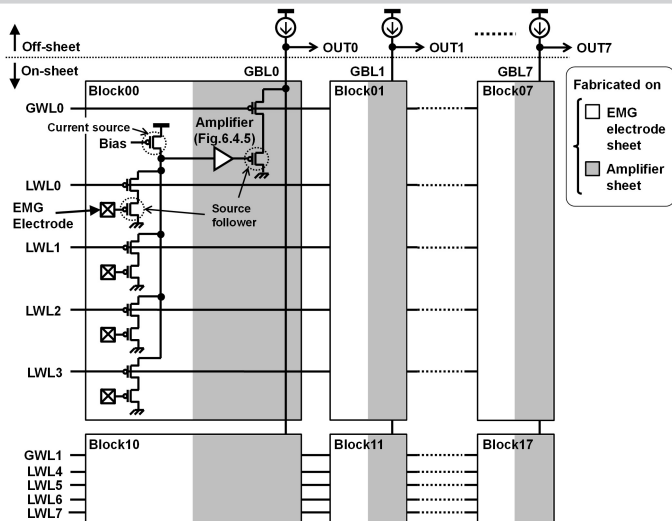 Off-sheet
On-sheet
OUT0
OUT1
OUT7
GBL0
GBL1
GBL7
Block00
Block01
Block07
GWL0
Current source
Bias
Amplifier
(Fig.6.4.5)
LWL0
EMG
Electrode
Source
follower
LWL1
LWL2
LWL3
Block10
Block11
Block17
GWL1
LWL4
LWL5
LWL6
LWL7
Fabricated on
EMG
electrode
sheet
Amplifier
sheet